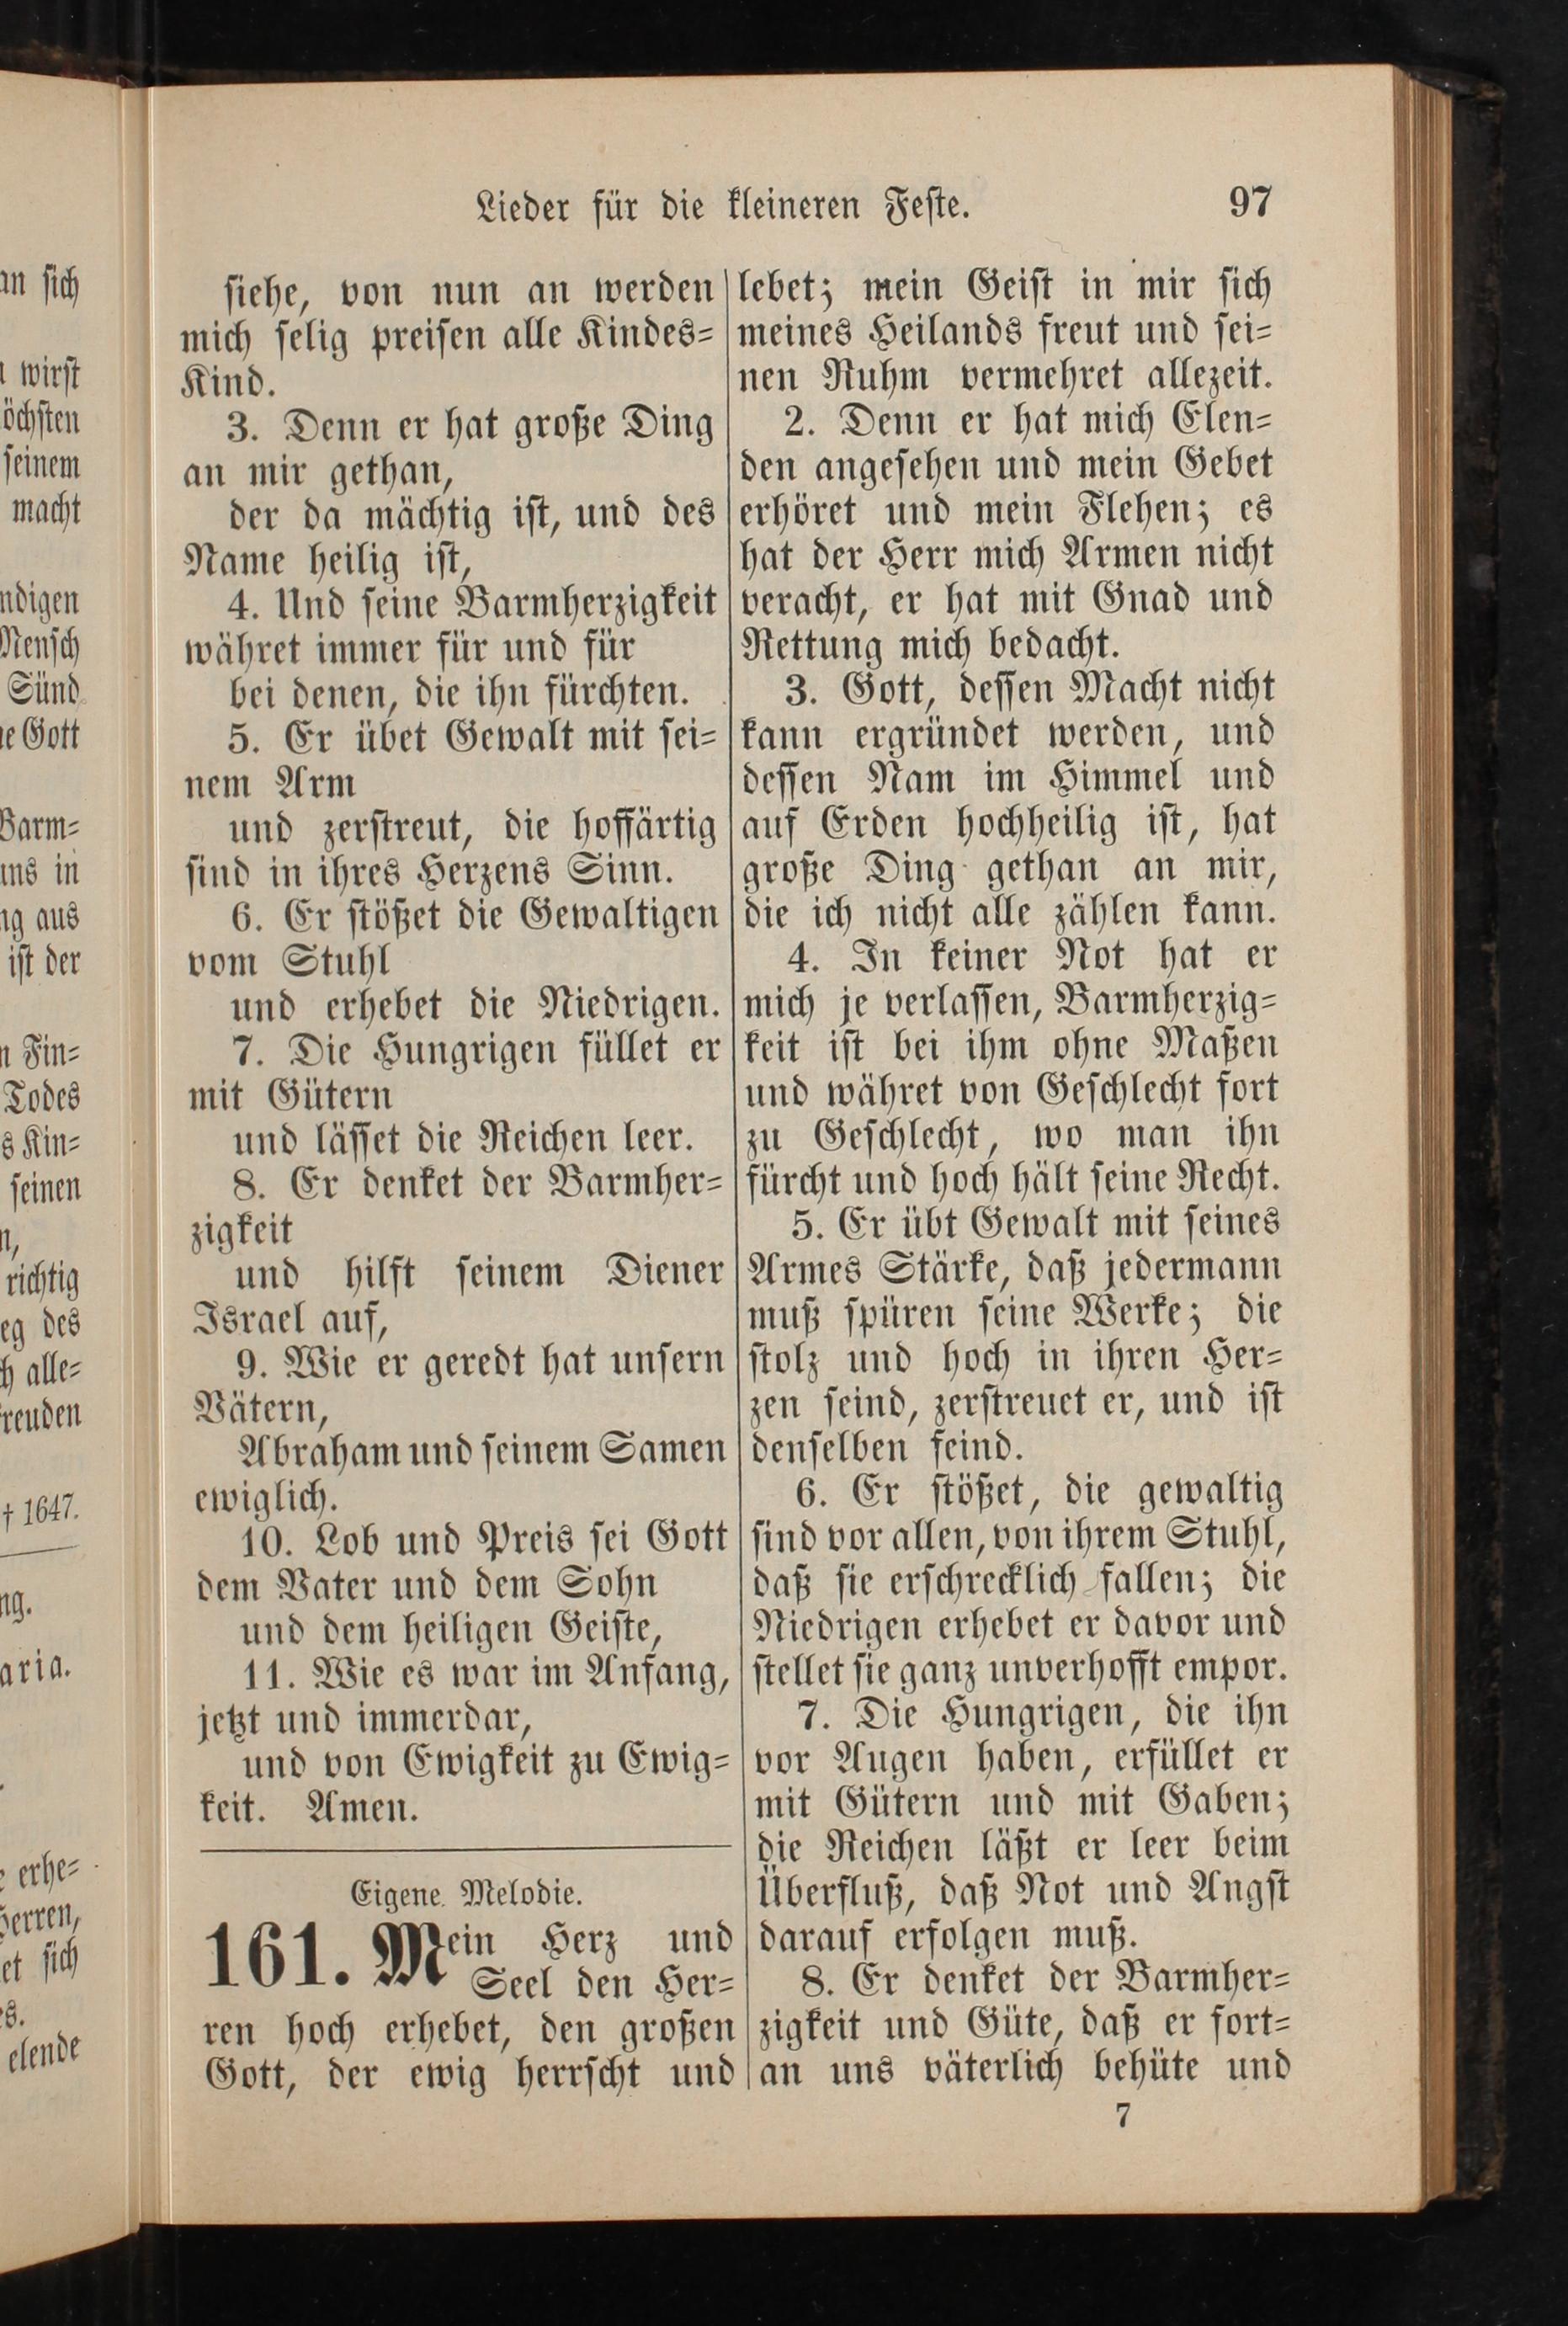 Lieder für die kleineren Feste. 97
siehe, von nun an werden
mich selig preisen alle Kindes-
Kind.
3. Denn er hat große Ding
an mir gethan,
der da mächtig ist, und des
Name heilig ist,
4. Und seine Barmherzigkeit
währet immer für und für
bei denen, die ihn fürchten.
5. Er übet Gewalt mit sei-
nem Arm
und zerstreut, die hoffärtig
sind in ihres Herzens Sinn.
6. Er stößet die Gewaltigen
vom Stuhl
und erhebet die Niedrigen.
7. Die Hungrigen füllet er
mit Gütern
und lässet die Reichen leer.
8. Er denket der Barmher-
zigkeit
und hilft seinem Diener
Israel auf,
9. Wie er geredt hat unsern
Vätern,
Abraham und seinem Samen
ewiglich.
10. Lob und Preis sei Gott
dem Vater und dem Sohn
und dem heiligen Geiste,
11. Wie es war im Anfang,
jetzt und immerdar,
und von Ewigkeit zu Ewig-
keit. Amen.
Eigene Melodie.
161. Mein Herz und
Seel den Her-
ren hoch erhebet, den großen
Gott, der ewig herrscht und
lebet; mein Geist in mir sich
meines Heilands freut und sei-
nen Ruhm vermehret allezeit.
2. Denn er hat mich Elen-
den angesehen und mein Gebet
erhöret und mein Flehen; es
hat der Herr mich Armen nicht
veracht, er hat mit Gnad und
Rettung mich bedacht.
3. Gott, dessen Macht nicht
kann ergründet werden, und
dessen Nam im Himmel und
auf Erden hochheilig ist, hat
große Ding gethan an mir,
die ich nicht alle zählen kann.
4. In keiner Not hat er
mich je verlassen, Barmherzig-
keit ist bei ihm ohne Maßen
und währet von Geschlecht fort
zu Geschlecht, wo man ihn
fürcht und hoch hält seine Recht.
5. Er übt Gewalt mit seines
Armes Stärke, daß jedermann
muß spüren seine Werke; die
stolz und hoch in ihren Her-
zen seind, zerstreuet er, und ist
denselben feind.
6. Er stößet, die gewaltig
sind vor allen, von ihrem Stuhl,
daß sie erschrecklich fallen; die
Niedrigen erhebet er davor und
stellet sie ganz unverhofft empor.
7. Die Hungrigen, die ihn
vor Augen haben, erfüllet er
mit Gütern und mit Gaben;
die Reichen läßt er leer beim
Überfluß, daß Not und Angst
darauf erfolgen muß.
8. Er denket der Barmher-
zigkeit und Güte, daß er fort-
an uns väterlich behüte und
7